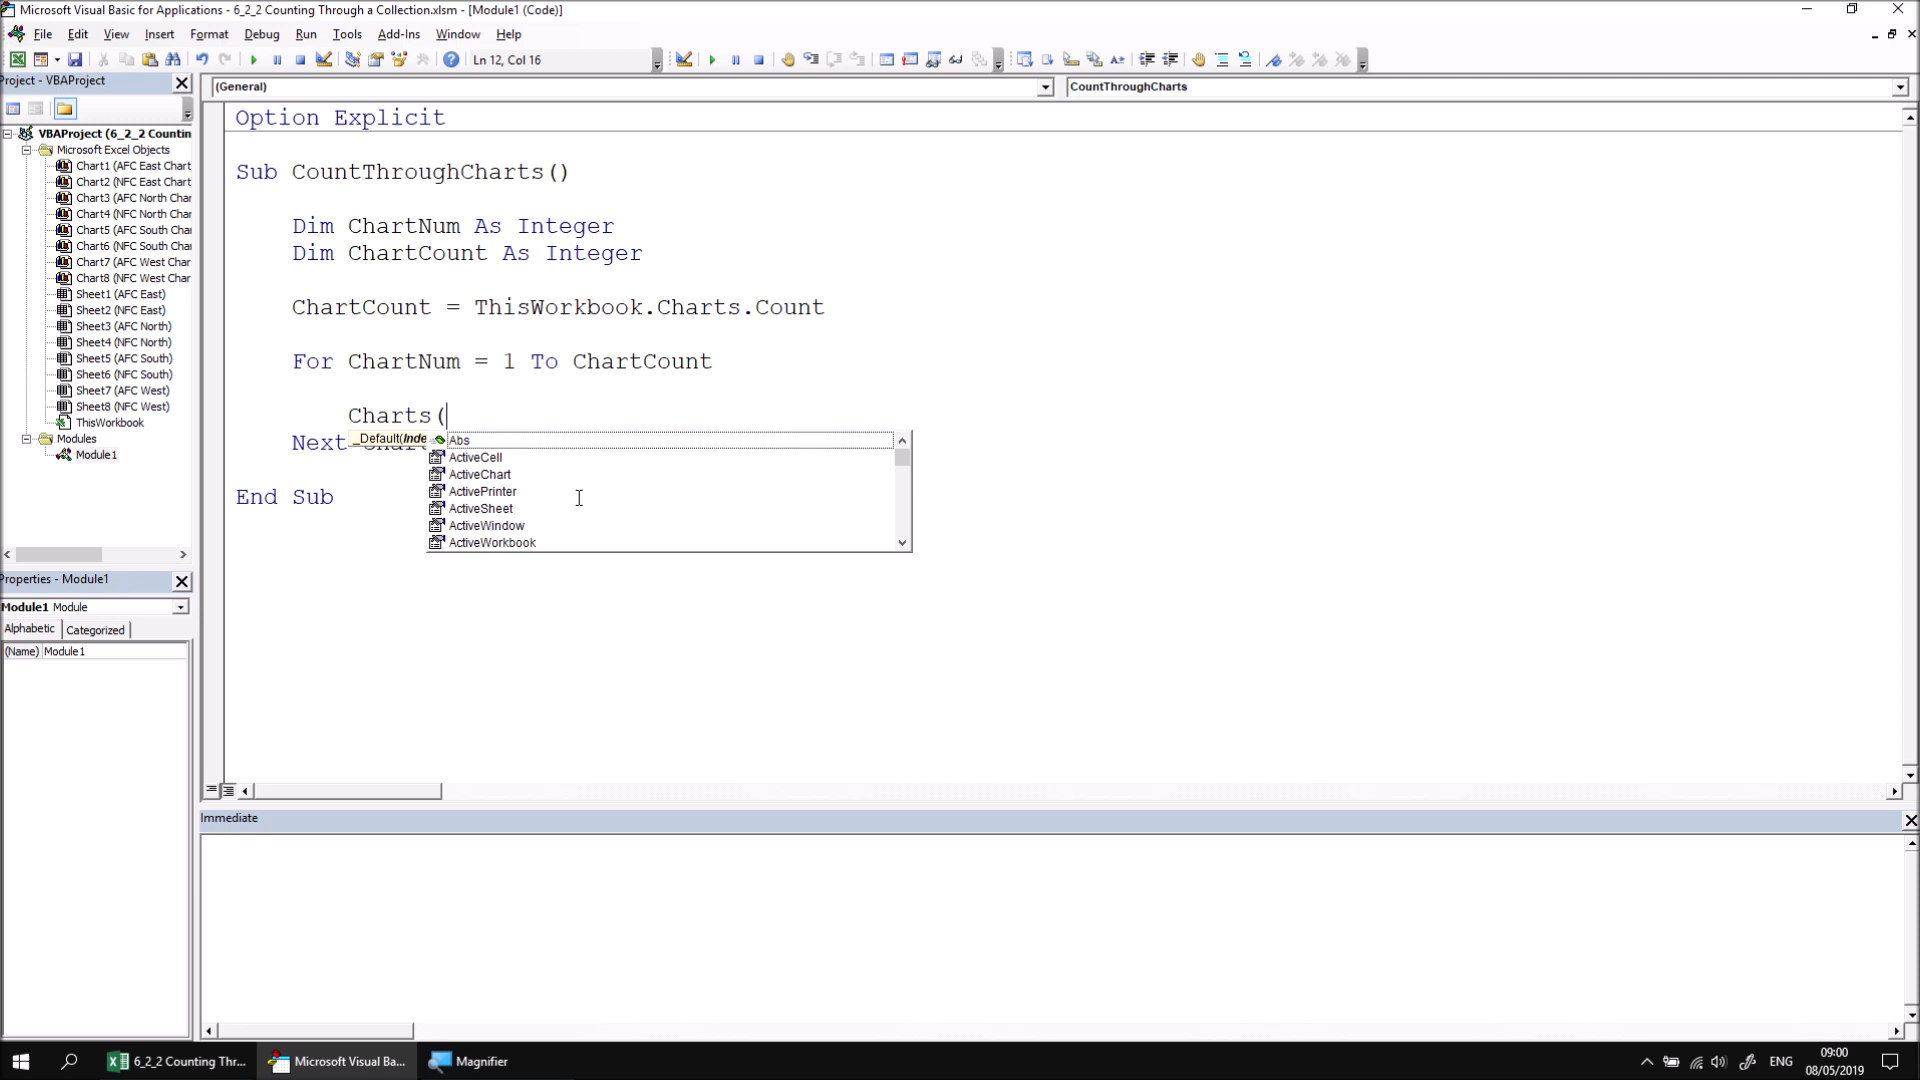 Microsoft Visual Basic for Applications - 6_2_2 Counting Through a Collection.xlsm - [Module1 (Code)]
File Edit View Insert Format Debug Run Tools Add-Ins Window Help
Ln 12, Col 16
Project - VBAProject
(General)
CountThroughCharts
VBAProject (6_2_2 Countin
Microsoft Excel Objects
Chart1 (AFC East Chart
Chart2 (NFC East Chart
Chart3 (AFC North Char
Chart4 (NFC North Char
Chart5 (AFC South Char
Chart6 (NFC South Char
Chart7 (AFC West Char
Chart8 (NFC West Char
Sheet1 (AFC East)
Sheet2 (NFC East)
Sheet3 (AFC North)
Sheet4 (NFC North)
Sheet5 (AFC South)
Sheet6 (NFC South)
Sheet7 (AFC West)
Sheet8 (NFC West)
ThisWorkbook
Modules
Module1
Properties - Module1
Module1 Module
Alphabetic Categorized
(Name) Module1
Option Explicit
Sub CountThroughCharts()
Dim ChartNum As Integer
Dim ChartCount As Integer
ChartCount = ThisWorkbook.Charts.Count
For ChartNum = 1 To ChartCount
Charts(
_Default(Inde
Next
End Sub
Abs
ActiveCell
ActiveChart
ActivePrinter
ActiveSheet
ActiveWindow
ActiveWorkbook
Immediate
6_2_2 Counting Thr...
Microsoft Visual Ba...
Magnifier
ENG
09:00
08/05/2019